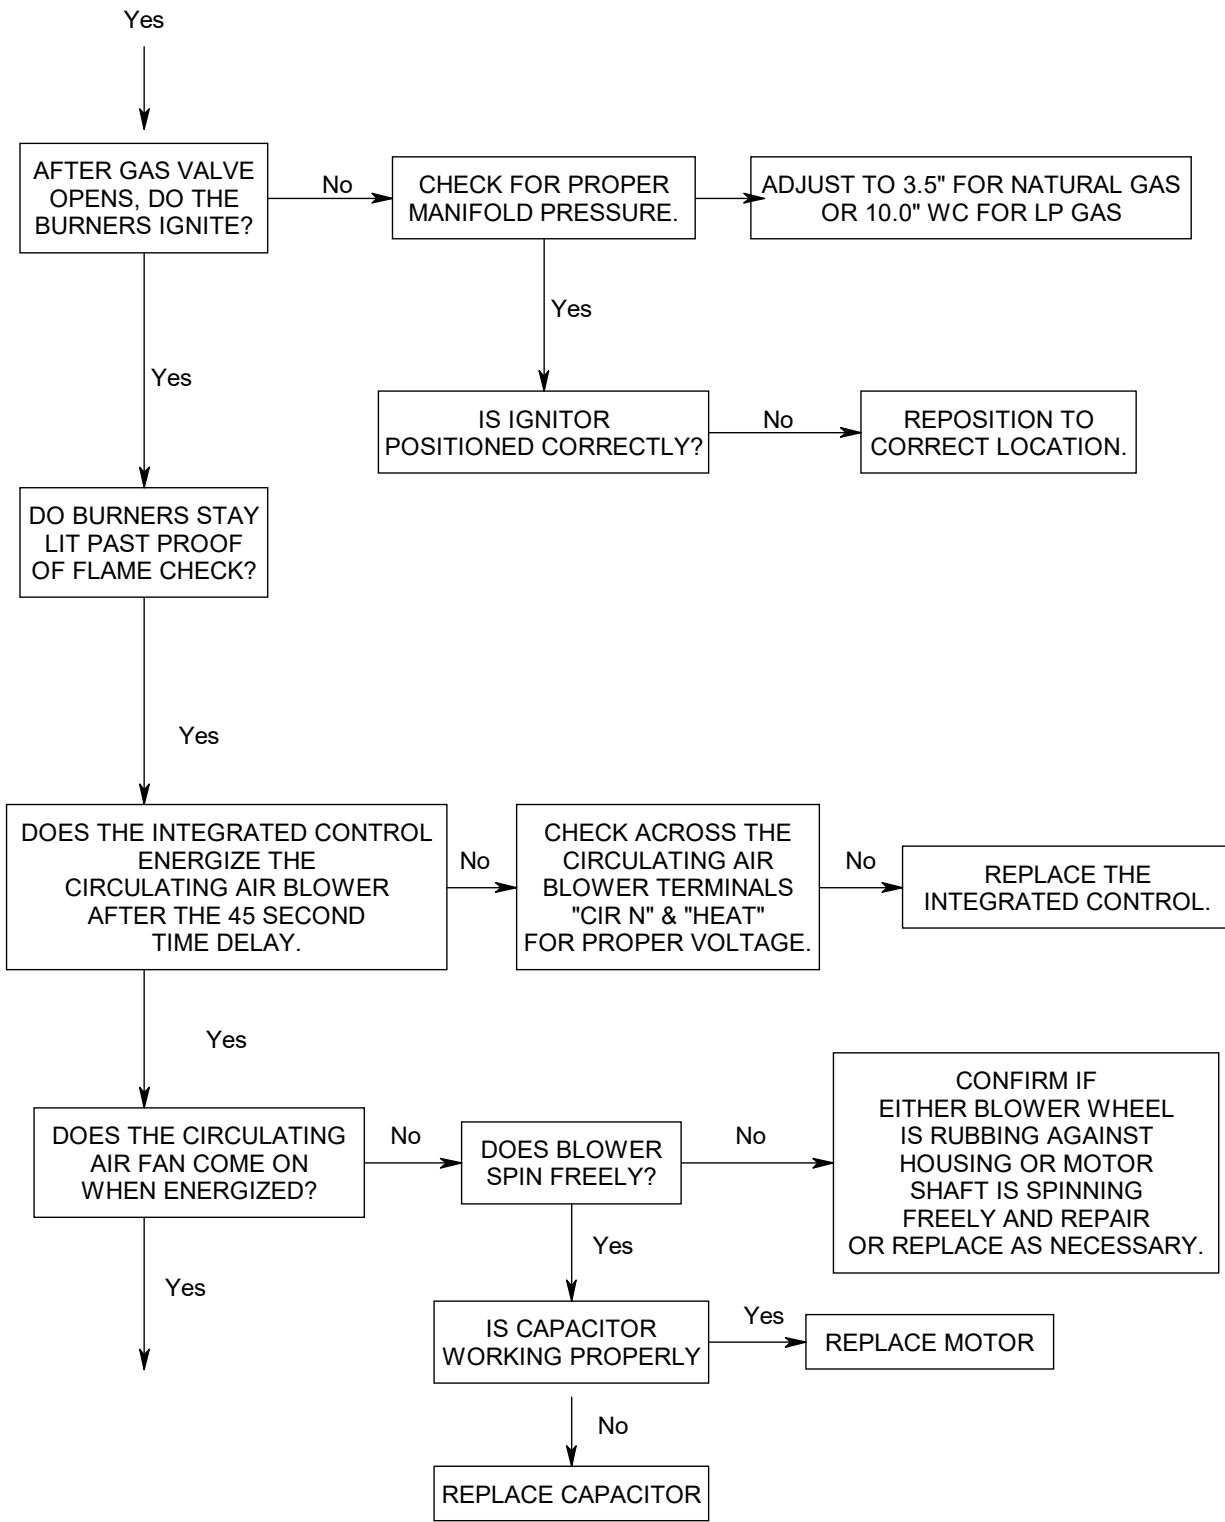 Yes
AFTER GAS VALVE
OPENS, DO THE
BURNERS IGNITE?
No
CHECK FOR PROPER
MANIFOLD PRESSURE.
ADJUST TO 3.5" FOR NATURAL GAS
OR 10.0" WC FOR LP GAS
Yes
Yes
IS IGNITOR
POSITIONED CORRECTLY?
No
REPOSITION TO
CORRECT LOCATION.
DO BURNERS STAY
LIT PAST PROOF
OF FLAME CHECK?
Yes
DOES THE INTEGRATED CONTROL
ENERGIZE THE
CIRCULATING AIR BLOWER
AFTER THE 45 SECOND
TIME DELAY.
No
CHECK ACROSS THE
CIRCULATING AIR
BLOWER TERMINALS
"CIR N" & "HEAT"
FOR PROPER VOLTAGE.
No
REPLACE THE
INTEGRATED CONTROL.
Yes
DOES THE CIRCULATING
AIR FAN COME ON
WHEN ENERGIZED?
No
DOES BLOWER
SPIN FREELY?
No
CONFIRM IF
EITHER BLOWER WHEEL
IS RUBBING AGAINST
HOUSING OR MOTOR
SHAFT IS SPINNING
FREELY AND REPAIR
OR REPLACE AS NECESSARY.
Yes
Yes
IS CAPACITOR
WORKING PROPERLY
Yes
REPLACE MOTOR
No
REPLACE CAPACITOR